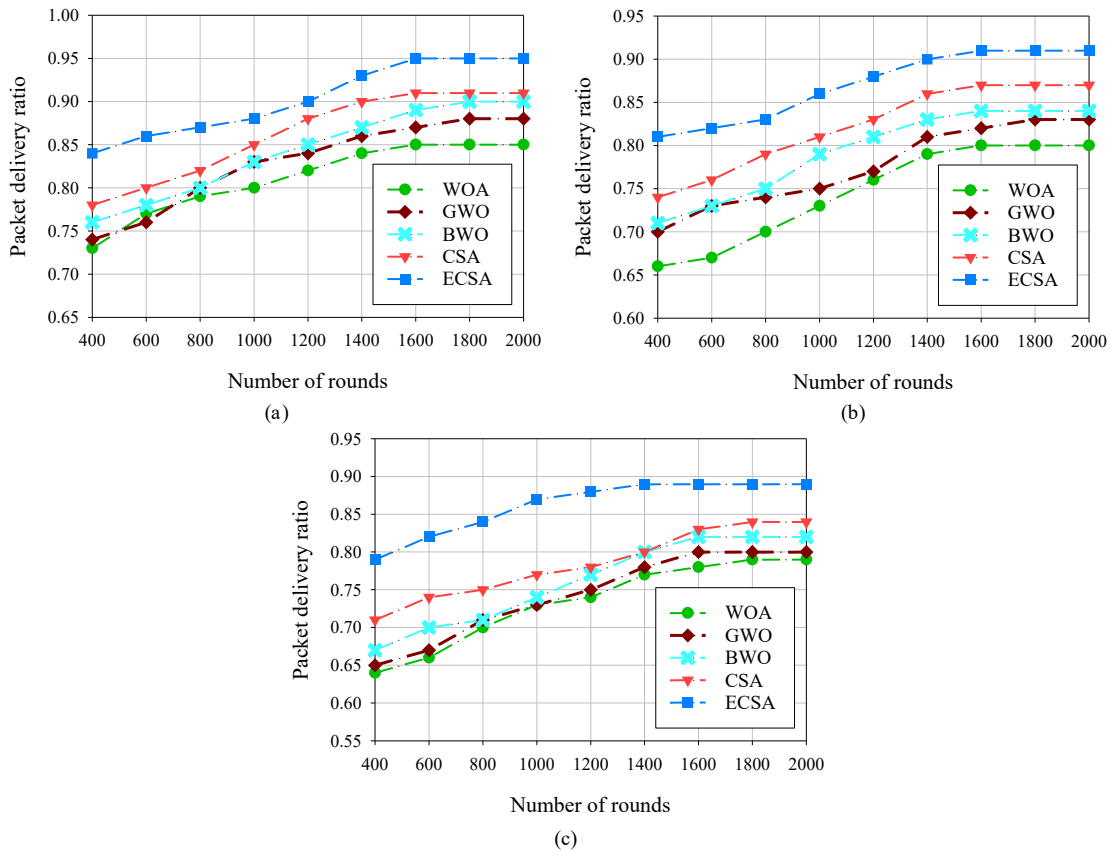 1.00
0.95
0.90
0.85
0.80
0.75
0.70
0.65
Packet delivery ratio
WOA
GWO
BWO
CSA
ECSA
400 600 800 1000 1200 1400 1600 1800 2000
Number of rounds
(a)
0.95
0.90
0.85
0.80
0.75
0.70
0.65
0.60
Packet delivery ratio
WOA
GWO
BWO
CSA
ECSA
400 600 800 1000 1200 1400 1600 1800 2000
Number of rounds
(b)
0.95
0.90
0.85
0.80
0.75
0.70
0.65
0.60
0.55
Packet delivery ratio
WOA
GWO
BWO
CSA
ECSA
400 600 800 1000 1200 1400 1600 1800 2000
Number of rounds
(c)